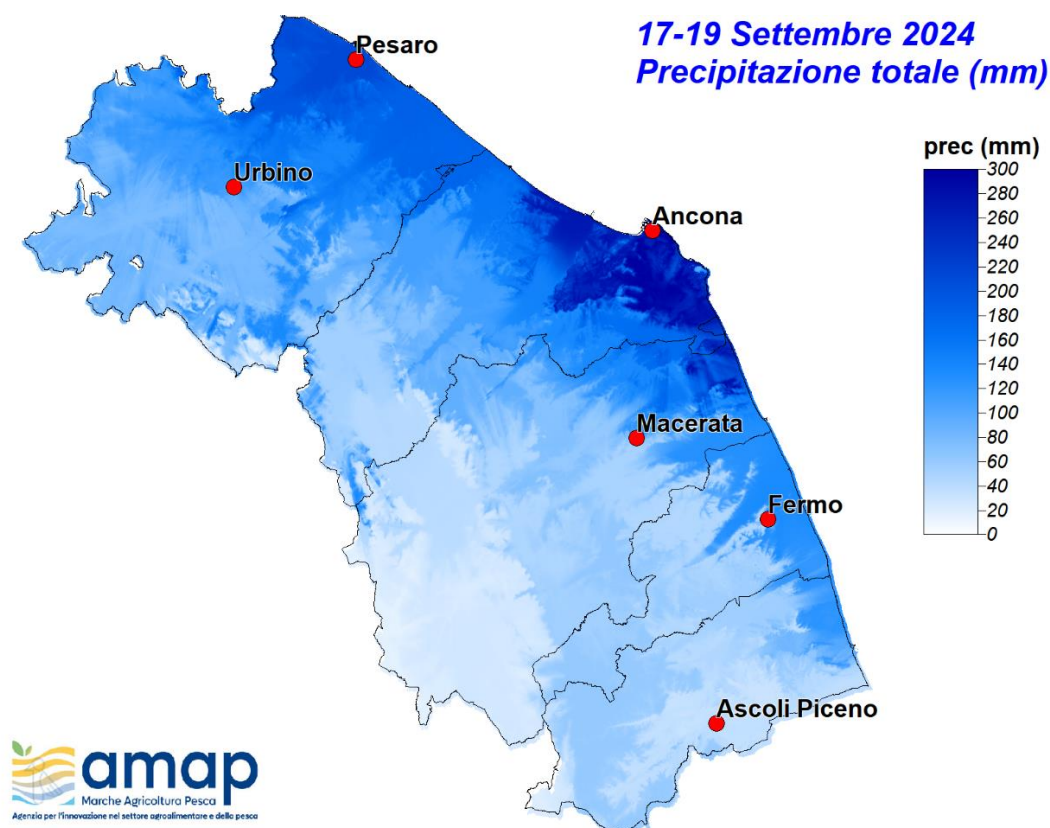 17-19 Settembre 2024
Precipitazione totale (mm)
Pesaro
Urbino
Ancona
Macerata
Fermo
Ascoli Piceno
prec (mm)
300
280
260
240
220
200
180
160
140
120
100
80
60
40
20
0
amap
Marche Agricoltura Pesca
Agenzia per l'innovazione nel settore agroalimentare e della pesca